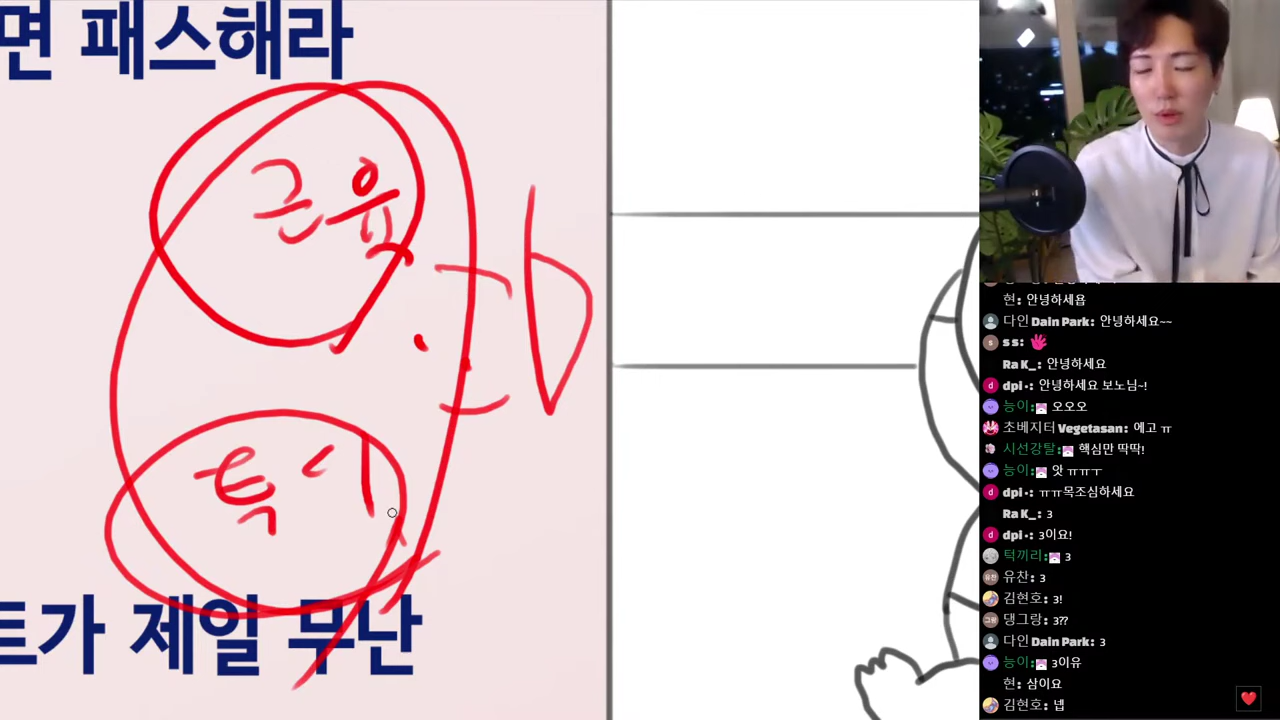 면 패스해라
근육
특시
트가 제일 무난
현: 안녕하세욥
다인 Dain Park: 안녕하세요~~
s s:
Ra K_: 안녕하세요
dpi·: 안녕하세요 보노님~!
능이: 오오오
초베지터 Vegetasan: 에고 ㅠ
시선강탈: 핵심만 딱딱!
능이: 앗 ㅠㅠㅜ
dpi·: ㅠㅠ목조심하세요
Ra K_: 3
dpi·: 3이요!
턱끼리: 3
유찬: 3
김현호: 3!
댕그랑: 3??
다인 Dain Park: 3
능이: 3이유
현: 삼이요
김현호: 넵